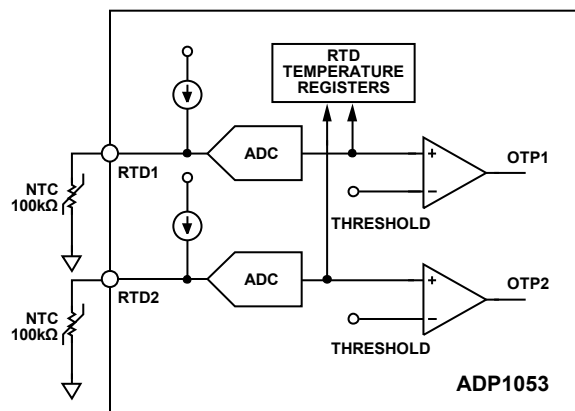 RTD
TEMPERATURE
REGISTERS
ADC
+
OTP1
RTD1
−
NTC
100kΩ
THRESHOLD
ADC
+
OTP2
RTD2
−
NTC
100kΩ
THRESHOLD
ADP1053